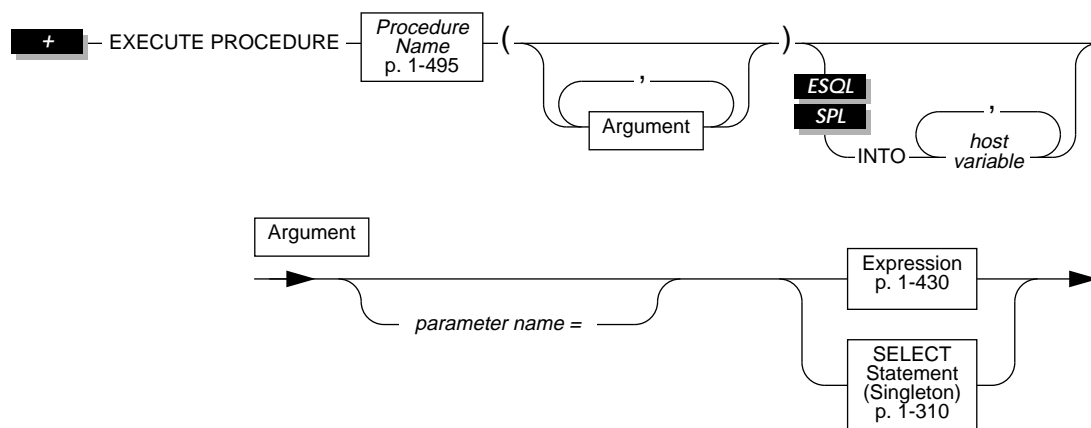 + EXECUTE PROCEDURE Procedure Name p. 1-495 ( , Argument ) ESQL SPL INTO , host variable
Argument
parameter name =
Expression
p. 1-430
SELECT
Statement
(Singleton)
p. 1-310